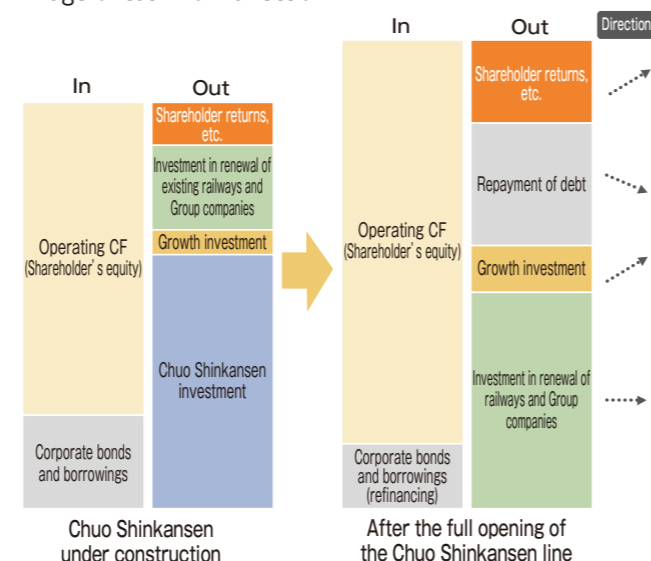 In
Out
Shareholder returns,
etc.
Investment in renewal of
existing railways and
Group companies
Growth investment
Chuo Shinkansen
investment
Operating CF
(Shareholder's equity)
Corporate bonds
and borrowings
Chuo Shinkansen
under construction
In
Out
Direction
Operating CF
(Shareholder's equity)
Corporate bonds
and borrowings
(refinancing)
Shareholder returns,
etc.
Repayment of debt
Growth investment
Investment in renewal of
railways and Group
companies
After the full opening of
the Chuo Shinkansen line